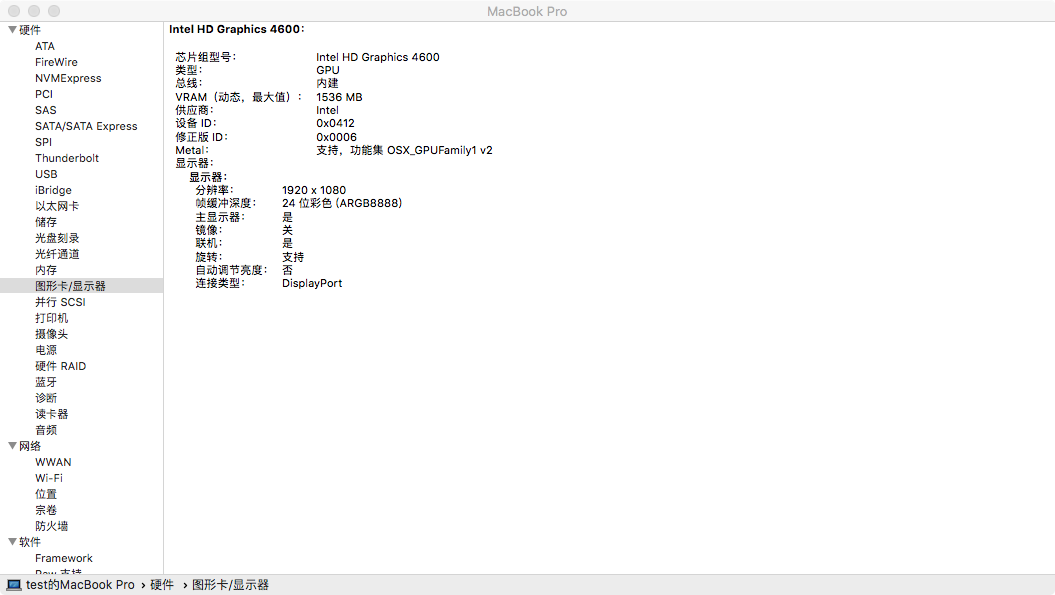 MacBook Pro
硬件
ATA
FireWire
NVMExpress
PCI
SAS
SATA/SATA Express
SPI
Thunderbolt
USB
iBridge
以太网卡
储存
光盘刻录
光纤通道
内存
图形卡/显示器
并行 SCSI
打印机
摄像头
电源
硬件 RAID
蓝牙
诊断
读卡器
音频
网络
WWAN
Wi-Fi
位置
宗卷
防火墙
软件
Framework
Raw 支持
Intel HD Graphics 4600：
芯片组型号： Intel HD Graphics 4600
类型： GPU
总线： 内建
VRAM（动态，最大值）： 1536 MB
供应商： Intel
设备 ID： 0x0412
修正版 ID： 0x0006
Metal： 支持，功能集 OSX_GPUFamily1 v2
显示器：
显示器：
分辨率： 1920 x 1080
帧缓冲深度： 24 位彩色 (ARGB8888)
主显示器： 是
镜像： 关
联机： 是
旋转： 支持
自动调节亮度： 否
连接类型： DisplayPort
test的MacBook Pro › 硬件 › 图形卡/显示器